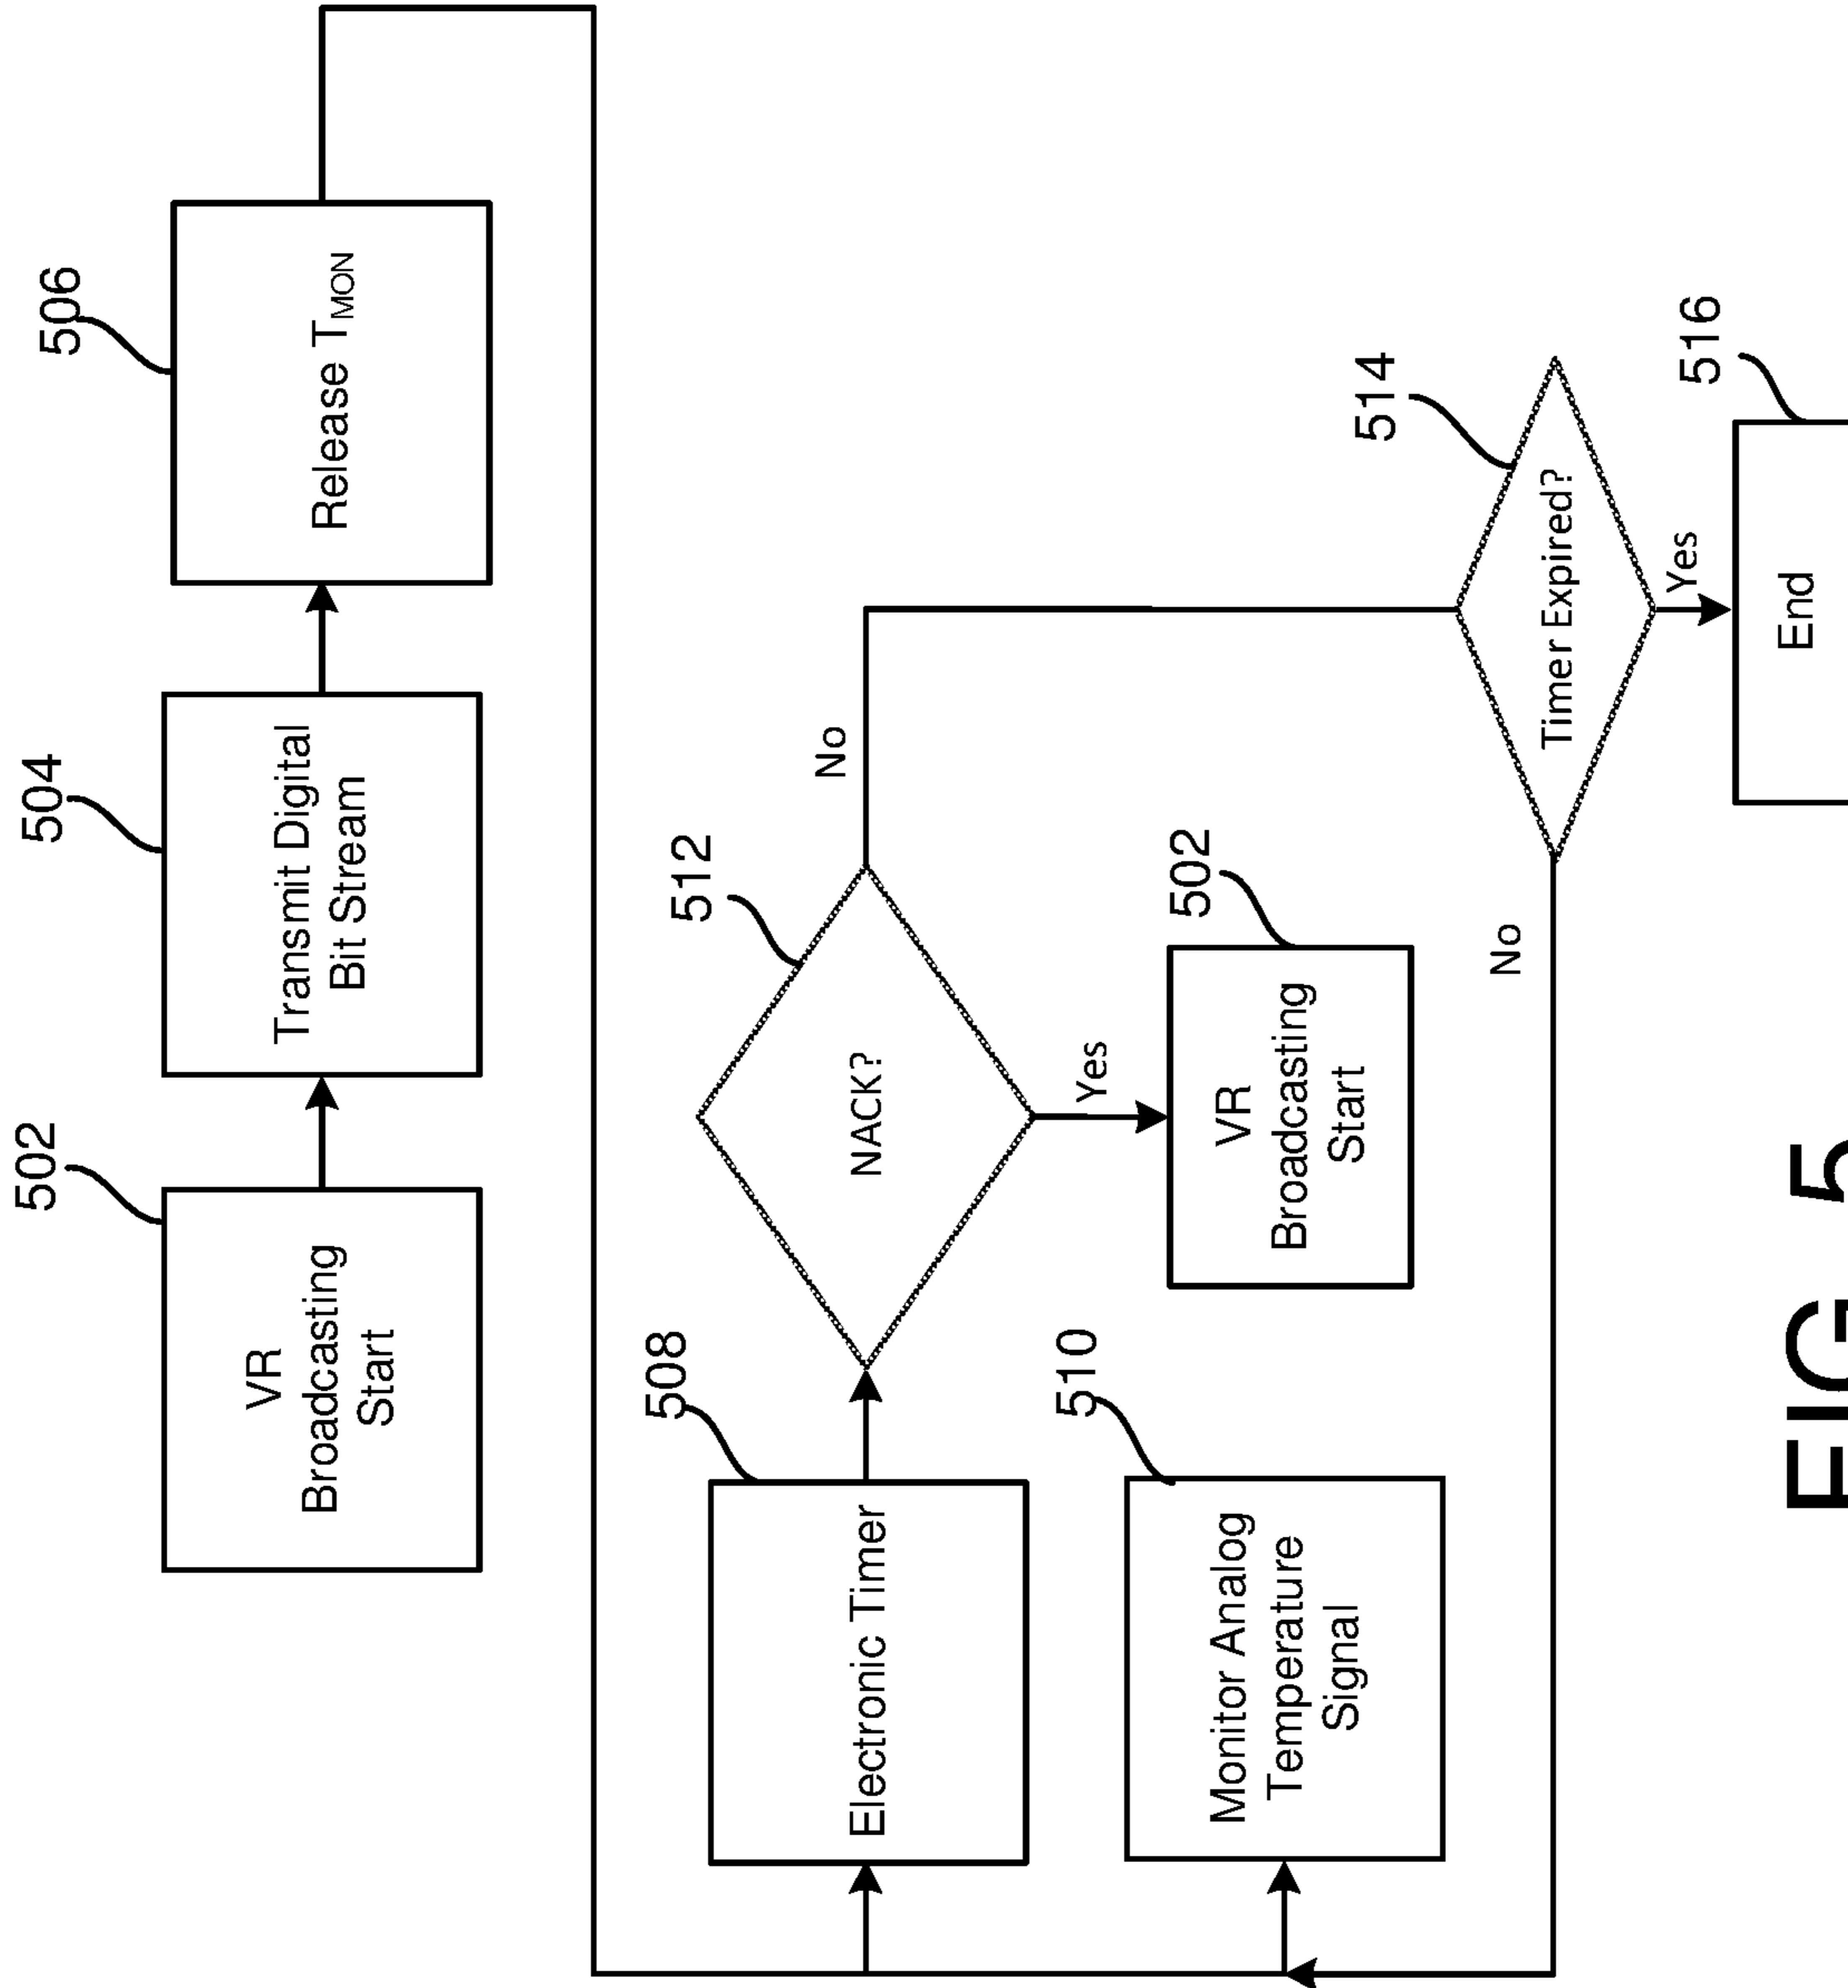 502
VR
Broadcasting
Start
504
Transmit Digital
Bit Stream
506
Release TMON
508
Electronic Timer
512
NACK?
No
Yes
510
Monitor Analog
Temperature
Signal
502
VR
Broadcasting
Start
514
Timer Expired?
No
Yes
516
End
FIG. 5